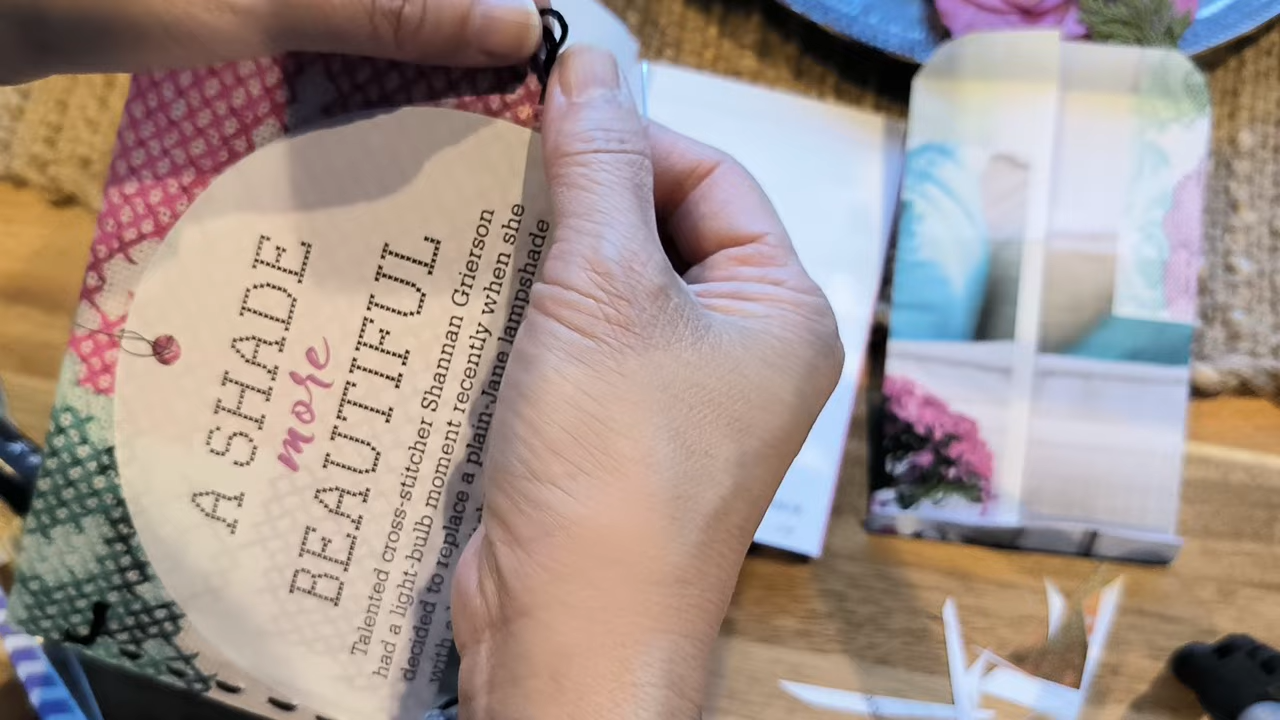 A SHADE
more
BEAUTIFUL
Talented cross-stitcher Shannan Grierson
had a light-bulb moment recently when she
decided to replace a plain-Jane lampshade
with a